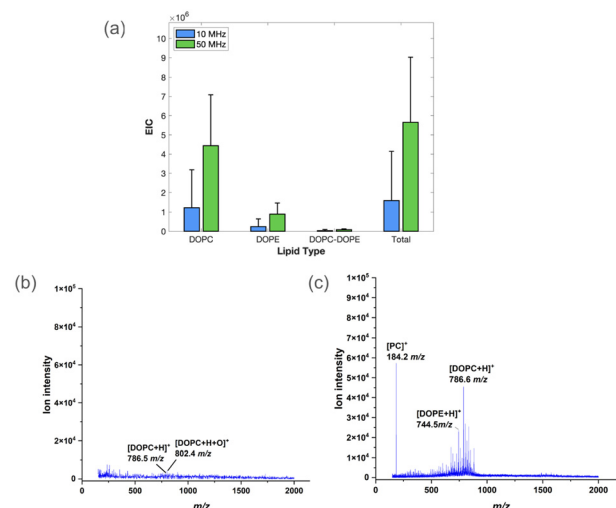 (a)
×10⁶
10 MHz
50 MHz
10
9
8
7
6
5
4
3
2
1
0
EIC
DOPC
DOPE
DOPC-DOPE
Total
Lipid Type
(b)
1×10⁵
8×10⁴
6×10⁴
4×10⁴
2×10⁴
0
Ion intensity
[DOPC+H]⁺
786.5 m/z
[DOPC+H+O]⁺
802.4 m/z
0
500
1000
1500
2000
m/z
(c)
1×10⁵
9×10⁴
8×10⁴
7×10⁴
6×10⁴
5×10⁴
4×10⁴
3×10⁴
2×10⁴
1×10⁴
0
Ion intensity
[PC]⁺
184.2 m/z
[DOPC+H]⁺
786.6 m/z
[DOPE+H]⁺
744.5 m/z
0
500
1000
1500
2000
m/z